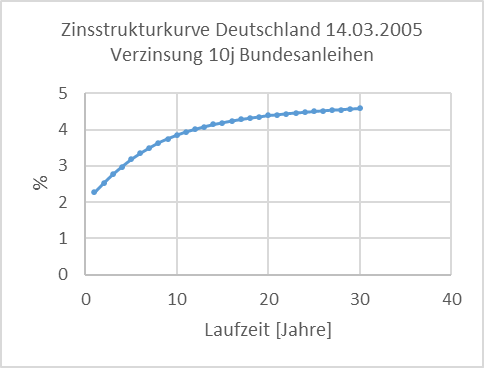 Zinsstrukturkurve Deutschland 14.03.2005
Verzinsung 10j Bundesanleihen
5
4
3
2
1
0
%
0 10 20 30 40
Laufzeit [Jahre]